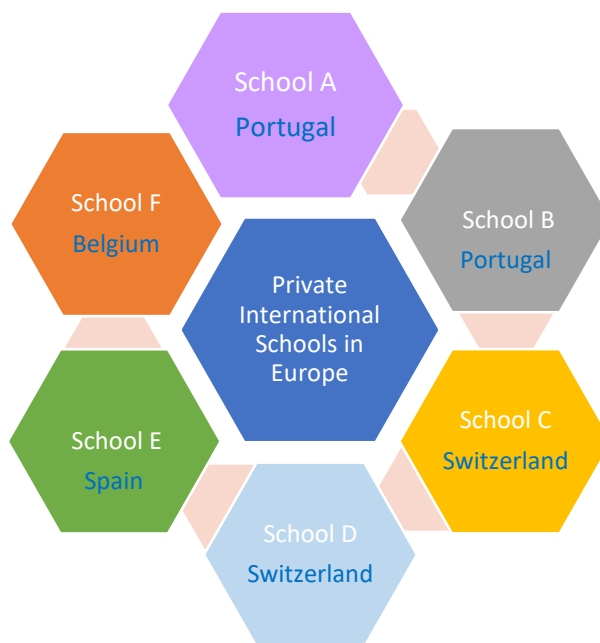 School A
Portugal
School F
Belgium
School B
Portugal
Private
International
Schools in
Europe
School E
Spain
School C
Switzerland
School D
Switzerland